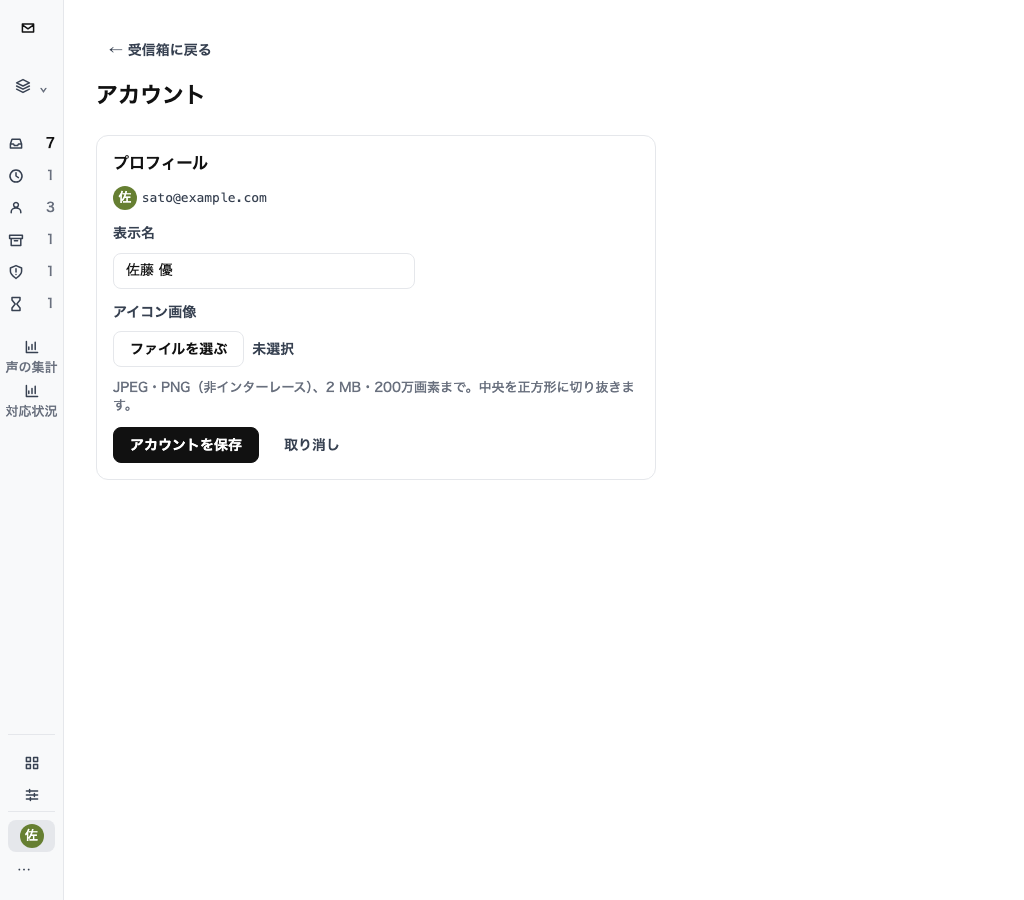 ← 受信箱に戻る
アカウント
7
1
3
1
1
1
声の集計
対応状況
プロフィール
佐 sato@example.com
表示名
佐藤 優
アイコン画像
ファイルを選ぶ 未選択
JPEG・PNG（非インターレース）、2 MB・200万画素まで。中央を正方形に切り抜きま
す。
アカウントを保存 取り消し
佐
…